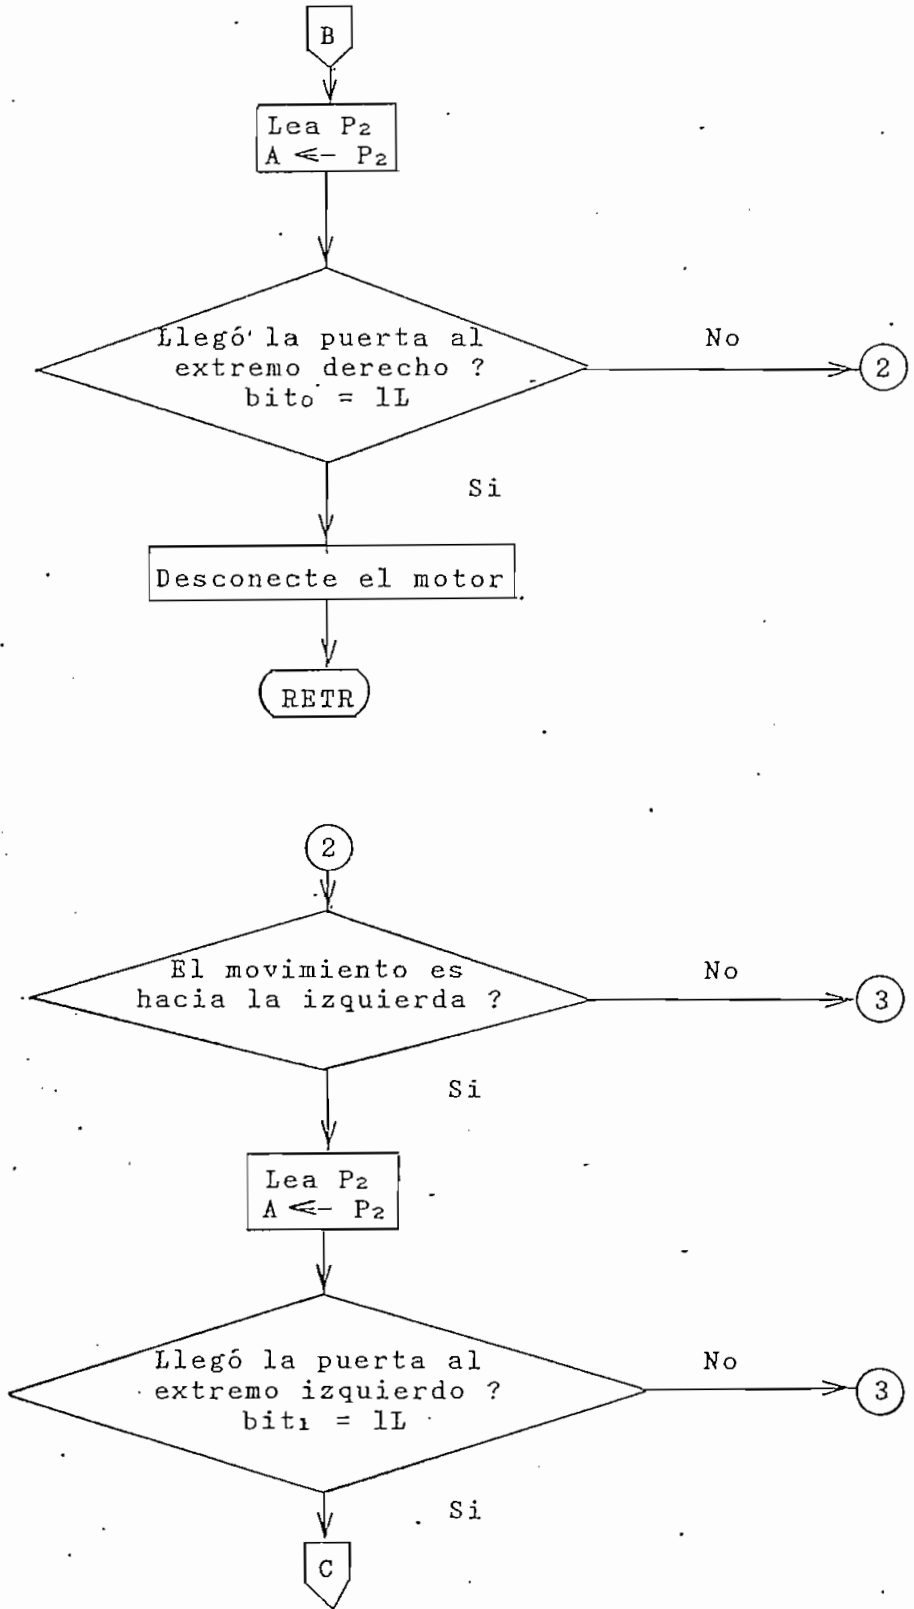 B
Lea P₂
A <- P₂
Llegó la puerta al
extremo derecho ?
bit₀ = 1L
No
2
Si
Desconecte el motor
RETR
2
El movimiento es
hacia la izquierda ?
No
3
Si
Lea P₂
A <- P₂
Llegó la puerta al
extremo izquierdo ?
bit₁ = 1L
No
3
Si
C